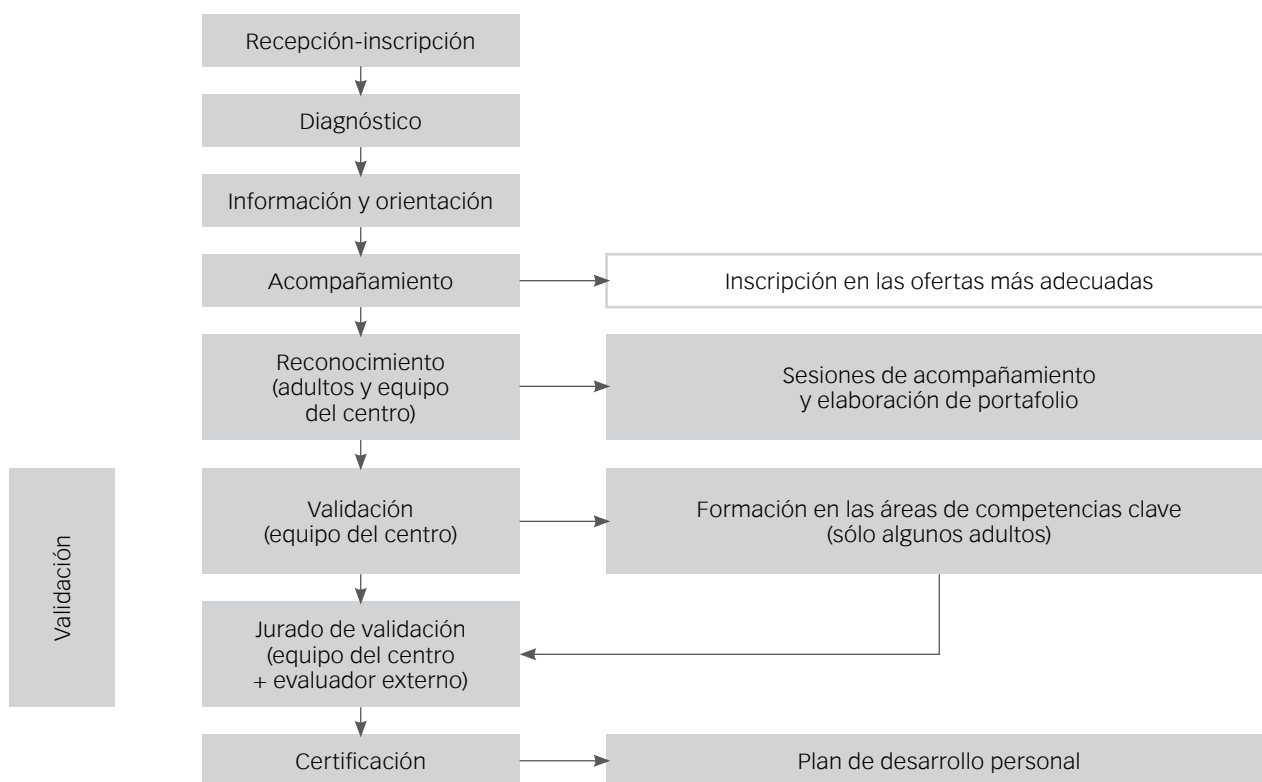 Recepción-inscripción
Diagnóstico
Información y orientación
Acompañamiento
Inscripción en las ofertas más adecuadas
Reconocimiento
(adultos y equipo
del centro)
Sesiones de acompañamiento
y elaboración de portafolio
Validación
Validación
(equipo del centro)
Formación en las áreas de competencias clave
(sólo algunos adultos)
Jurado de validación
(equipo del centro
+ evaluador externo)
Certificación
Plan de desarrollo personal